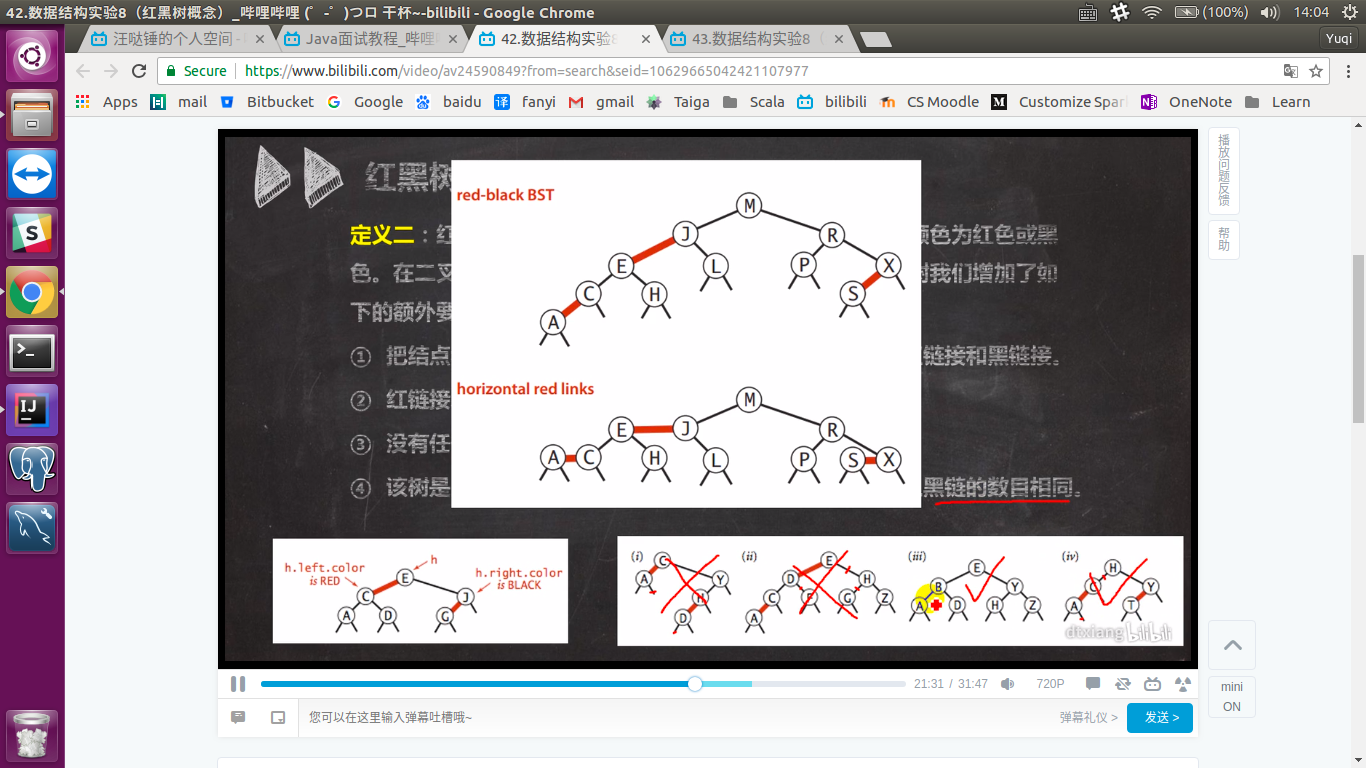 42.数据结构实验8（红黑树概念）_哔哩哔哩 (゜-゜)つロ 干杯~-bilibili - Google Chrome
(100%)
14:04
汪哒锤的个人空间 -
Java面试教程_哔哩
42.数据结构实验8
43.数据结构实验8（
Yuqi
Secure
https://www.bilibili.com/video/av24590849?from=search&seid=10629665042421107977
Apps
mail
Bitbucket
Google
baidu
fanyi
gmail
Taiga
Scala
bilibili
CS Moodle
Customize Spar
OneNote
Learn
红黑树
red-black BST
M
J
R
E
L
P
X
C
H
S
A
定义二：红
颜色为红色或黑
色。在二叉
时我们增加了如
下的额外要
① 把结点
链接和黑链接。
horizontal red links
② 红链接
M
E
J
R
A
C
H
L
P
S
X
③ 没有任
④ 该树是
黑链的数目相同。
h.left.color
is RED
h
E
h.right.color
is BLACK
C
J
A
D
G
(i)
C
A
Y
H
D
(ii)
E
D
H
C
F
G
Z
A
(iii)
E
B
Y
A
D
H
Z
(iv)
H
C
Y
A
T
dtxiang bilibili
21:31 / 31:47
720P
您可以在这里输入弹幕吐槽哦~
弹幕礼仪 >
发送 >
播放问题反馈
帮助
mini
ON